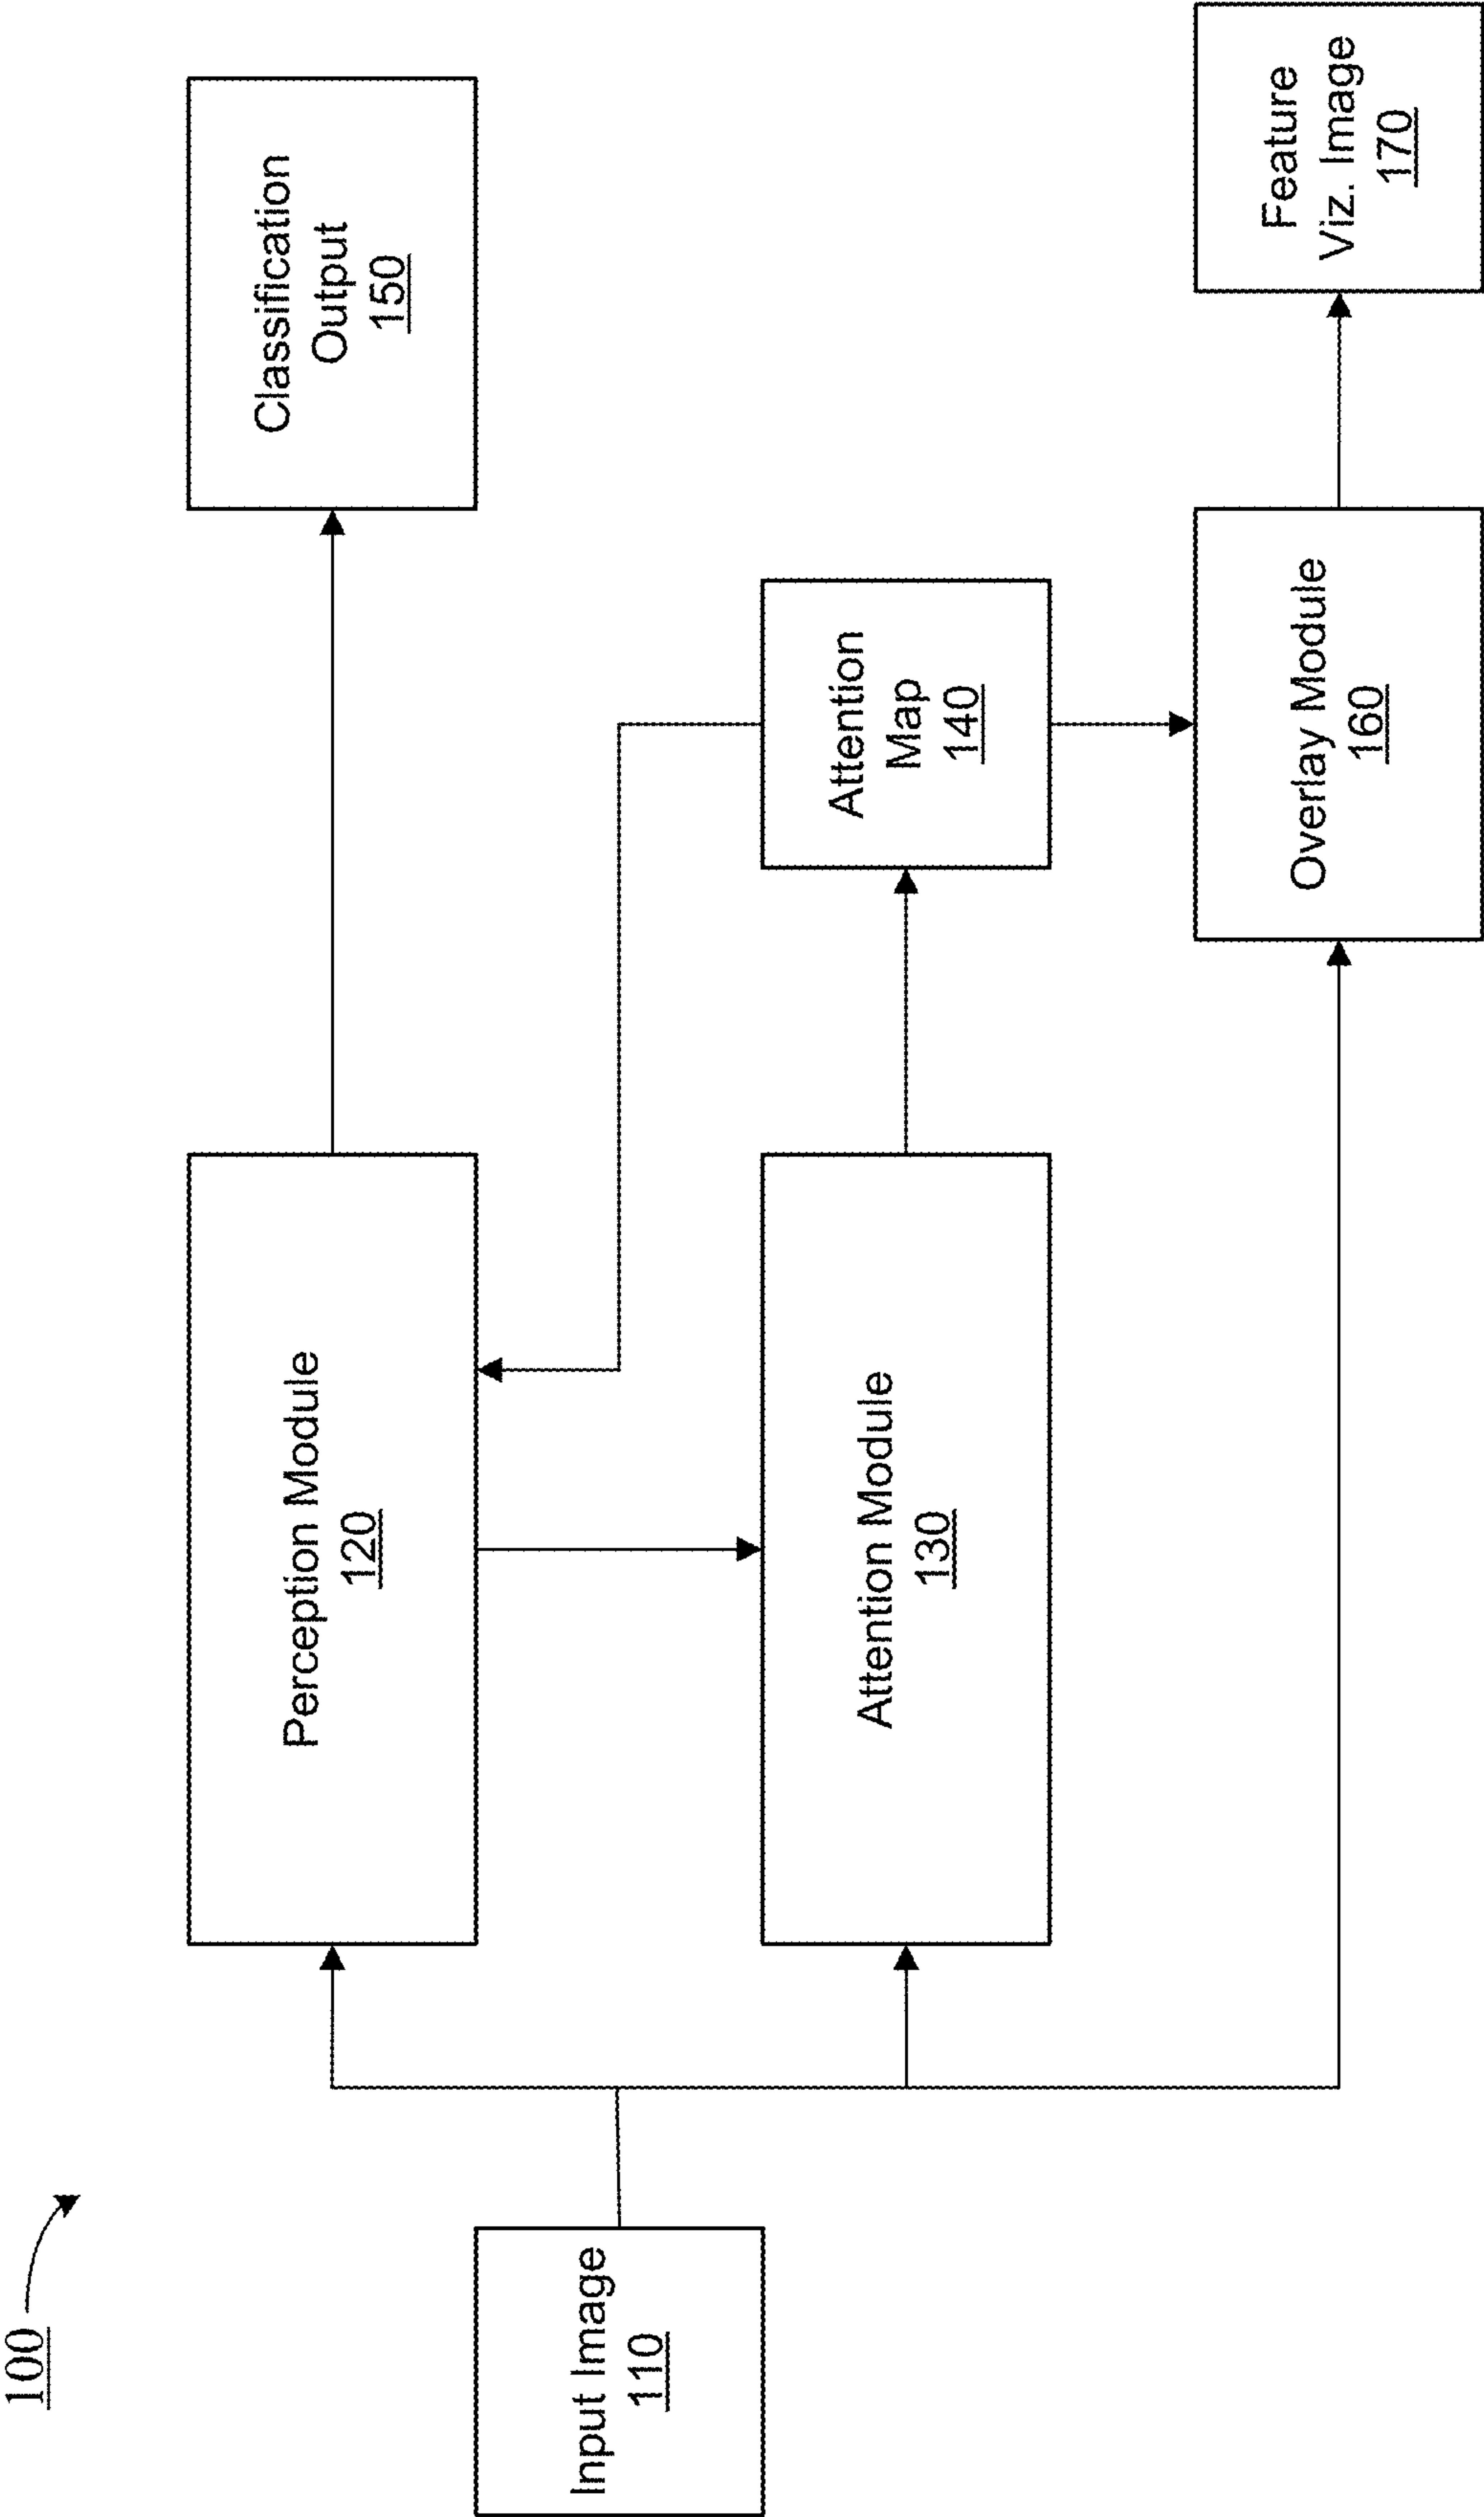 100
Input Image
110
Perception Module
120
Attention Module
130
Attention
Map
140
Classification
Output
150
Overlay Module
160
Feature
Viz. Image
170